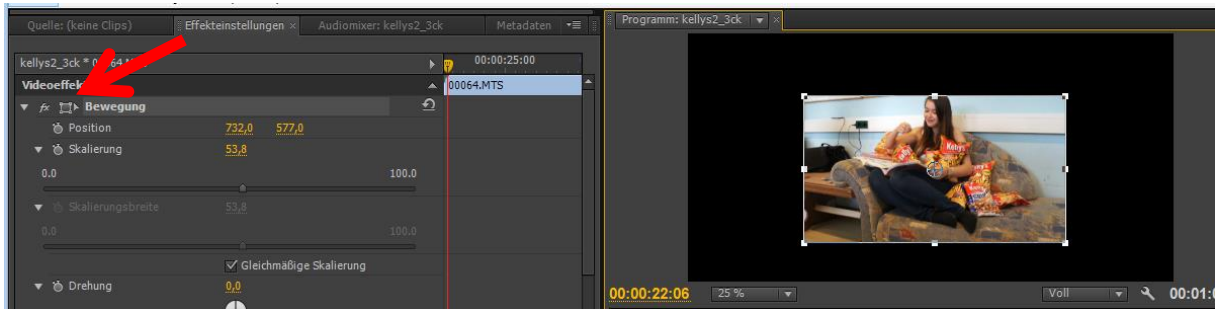 Quelle: (keine Clips) Effekteinstellungen × Audiomixer: kellys2_3ck Metadaten
Programm: kellys2_3ck ×
kellys2_3ck * 64
00:00:25:00
Videoeffek
00064.MTS
fx Bewegung
Position 732,0 577,0
Skalierung 53,8
0.0 100.0
Skalierungsbreite 53,8
0.0 100.0
Gleichmäßige Skalierung
Drehung 0,0
00:00:22:06 25 % Voll 00:01:0